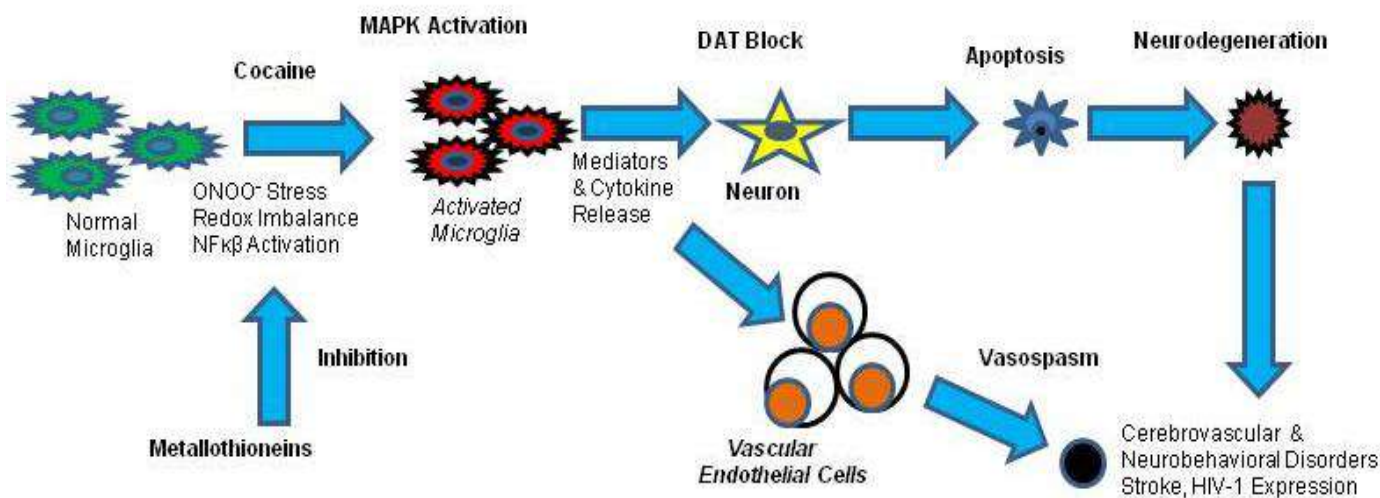 MAPK Activation
Cocaine
DAT Block
Apoptosis
Neurodegeneration
Normal
Microglia
ONOO⁻ Stress
Redox Imbalance
NFκβ Activation
Activated
Microglia
Mediators
& Cytokine
Release
Neuron
Inhibition
Metallothioneins
Vascular
Endothelial Cells
Vasospasm
Cerebrovascular &
Neurobehavioral Disorders
Stroke, HIV-1 Expression